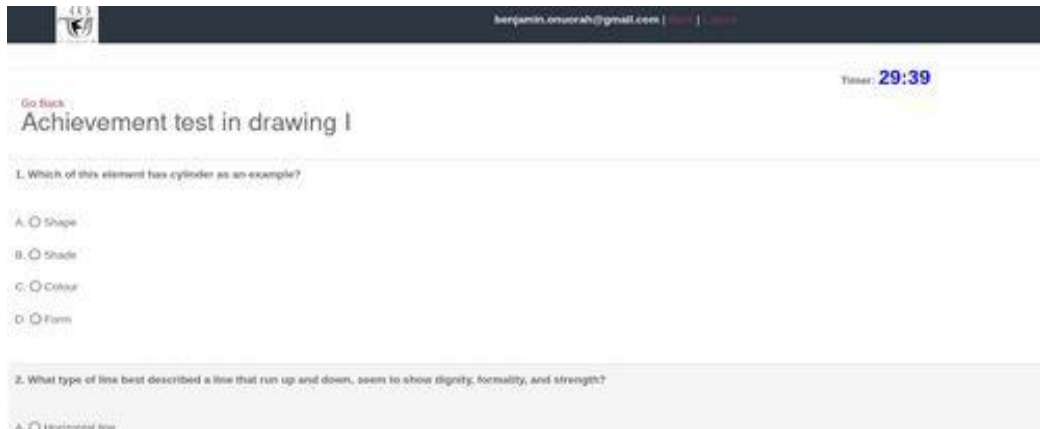 benjamin.onuorah@gmail.com | | 
Timer: 29:39
Go Back
Achievement test in drawing I
1. Which of this element has cylinder as an example?
A. Shape
B. Shade
C. Colour
D. Form
2. What type of line best described a line that run up and down, seem to show dignity, formality, and strength?
A. Horizontal line